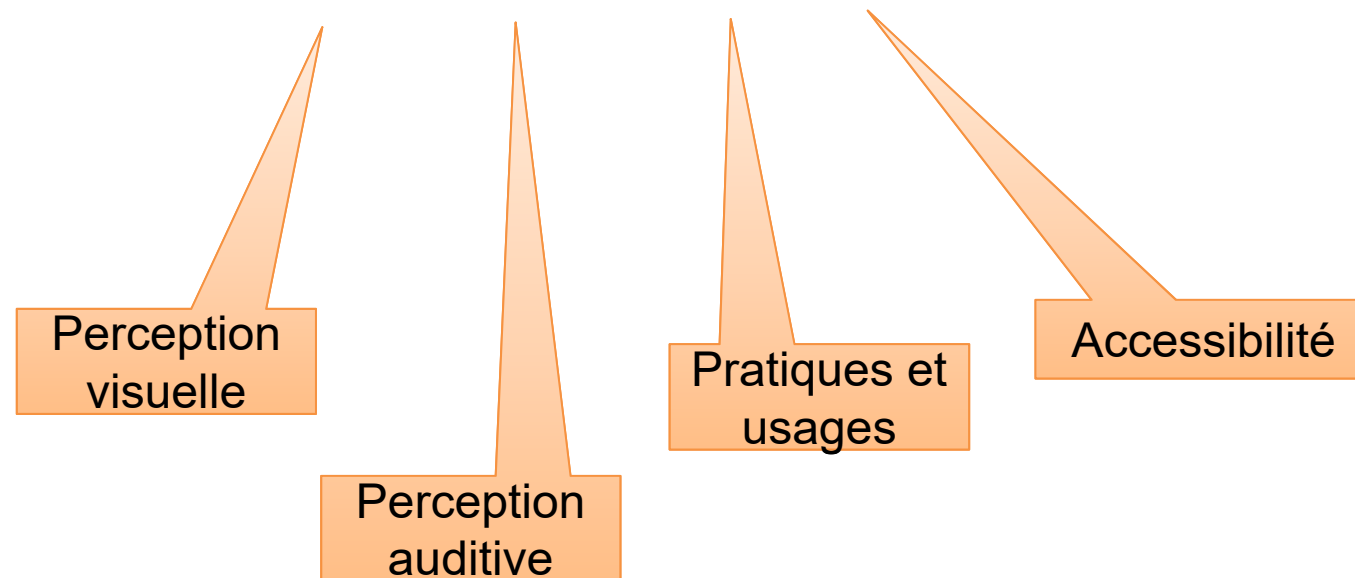 Perception
visuelle
Perception
auditive
Pratiques et
usages
Accessibilité